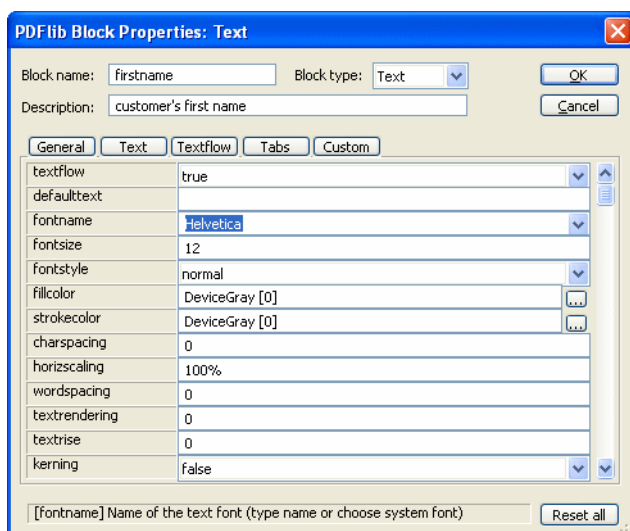 PDFlib Block Properties: Text
Block name: firstname Block type: Text OK
Description: customer's first name Cancel
General Text Textflow Tabs Custom
textflow true
defaulttext
fontname Helvetica
fontsize 12
fontstyle normal
fillcolor DeviceGray [0] ...
strokecolor DeviceGray [0] ...
charspacing 0
horizscaling 100%
wordspacing 0
textrendering 0
textrise 0
kerning false
[fontname] Name of the text font (type name or choose system font) Reset all